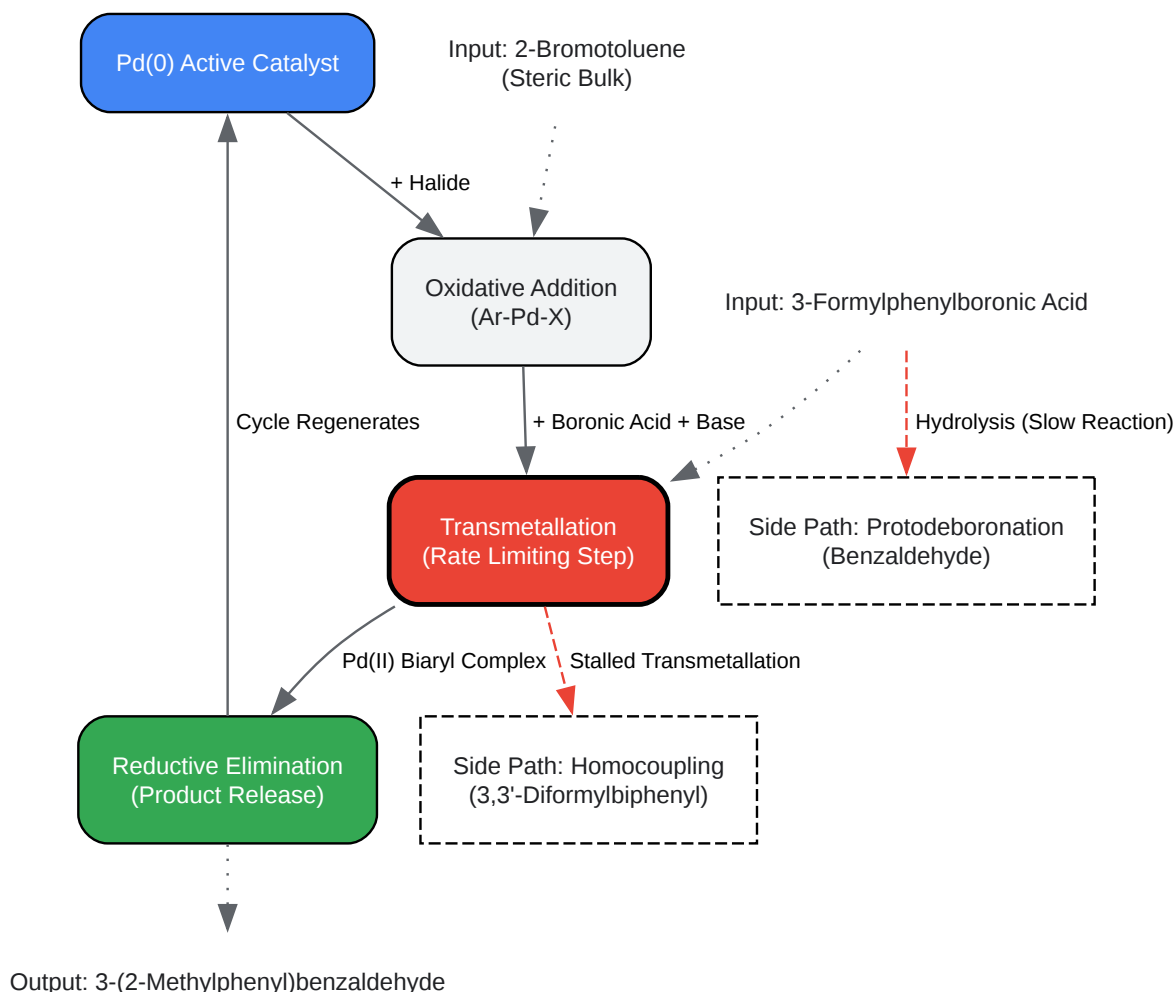 Pd(0) Active Catalyst
Input: 2-Bromotoluene
(Steric Bulk)
+ Halide
Oxidative Addition
(Ar-Pd-X)
Input: 3-Formylphenylboronic Acid
Cycle Regenerates
+ Boronic Acid + Base
Hydrolysis (Slow Reaction)
Transmetallation
(Rate Limiting Step)
Side Path: Protodeboronation
(Benzaldehyde)
Pd(II) Biaryl Complex
Stalled Transmetallation
Reductive Elimination
(Product Release)
Side Path: Homocoupling
(3,3'-Diformylbiphenyl)
Output: 3-(2-Methylphenyl)benzaldehyde